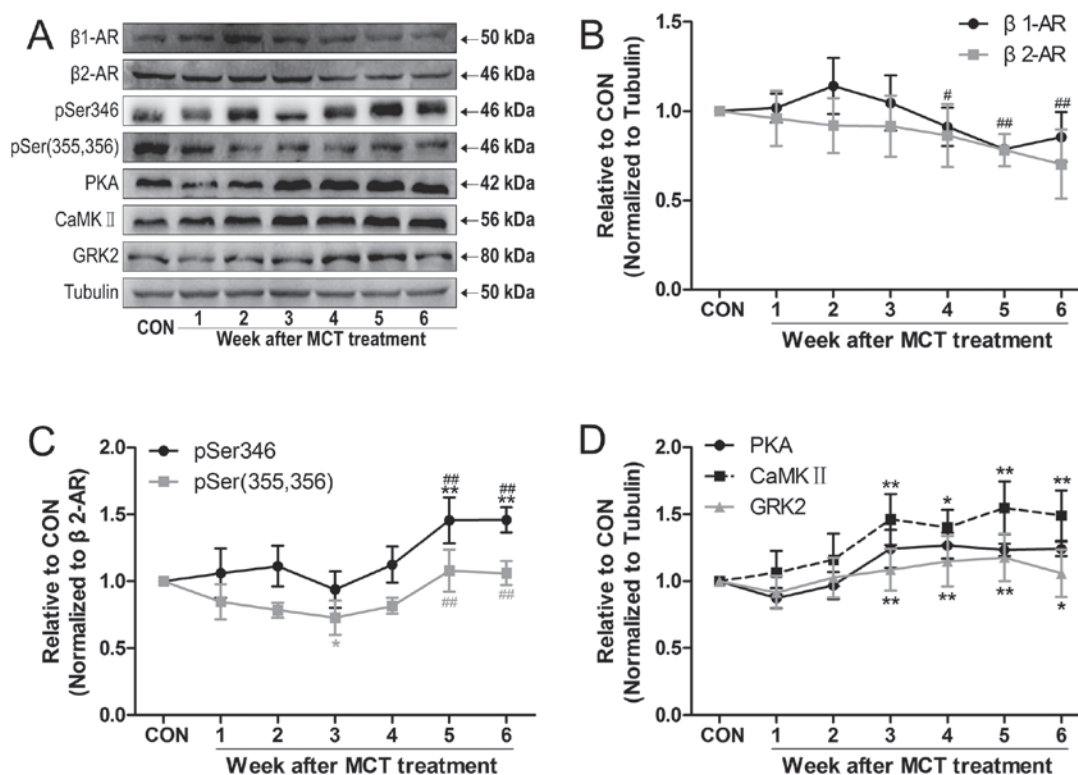 A
β1-AR
← 50 kDa
β2-AR
← 46 kDa
pSer346
← 46 kDa
pSer(355,356)
← 46 kDa
PKA
← 42 kDa
CaMK Ⅱ
← 56 kDa
GRK2
← 80 kDa
Tubulin
← 50 kDa
CON 1 2 3 4 5 6
Week after MCT treatment
B
β 1-AR
β 2-AR
Relative to CON
(Normalized to Tubulin)
1.5
1.0
0.5
0.0
# ## ##
CON 1 2 3 4 5 6
Week after MCT treatment
C
pSer346
pSer(355,356)
Relative to CON
(Normalized to β 2-AR)
2.0
1.5
1.0
0.5
0.0
## ##
** **
## ##
*
CON 1 2 3 4 5 6
Week after MCT treatment
D
PKA
CaMK Ⅱ
GRK2
Relative to CON
(Normalized to Tubulin)
2.0
1.5
1.0
0.5
0.0
** * ** **
** ** ** *
CON 1 2 3 4 5 6
Week after MCT treatment